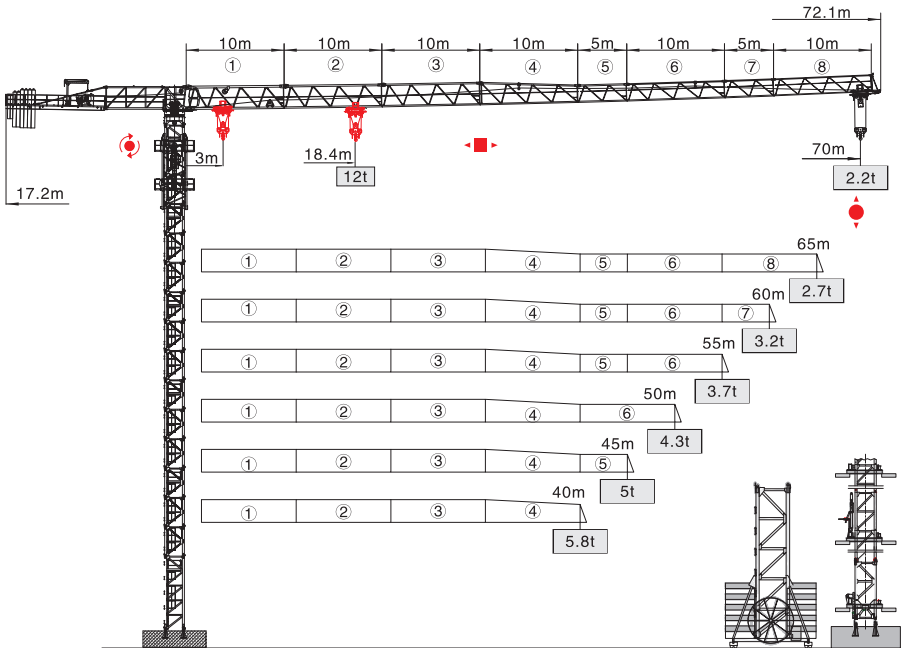 72.1m
10m 10m 10m 10m 5m 10m 5m 10m
① ② ③ ④ ⑤ ⑥ ⑦ ⑧
3m 18.4m 70m
12t 2.2t
17.2m
65m
① ② ③ ④ ⑤ ⑥ ⑧
2.7t
60m
① ② ③ ④ ⑤ ⑥ ⑦
3.2t
55m
① ② ③ ④ ⑤ ⑥
3.7t
50m
① ② ③ ④ ⑥
4.3t
45m
① ② ③ ④ ⑤
5t
40m
① ② ③ ④
5.8t